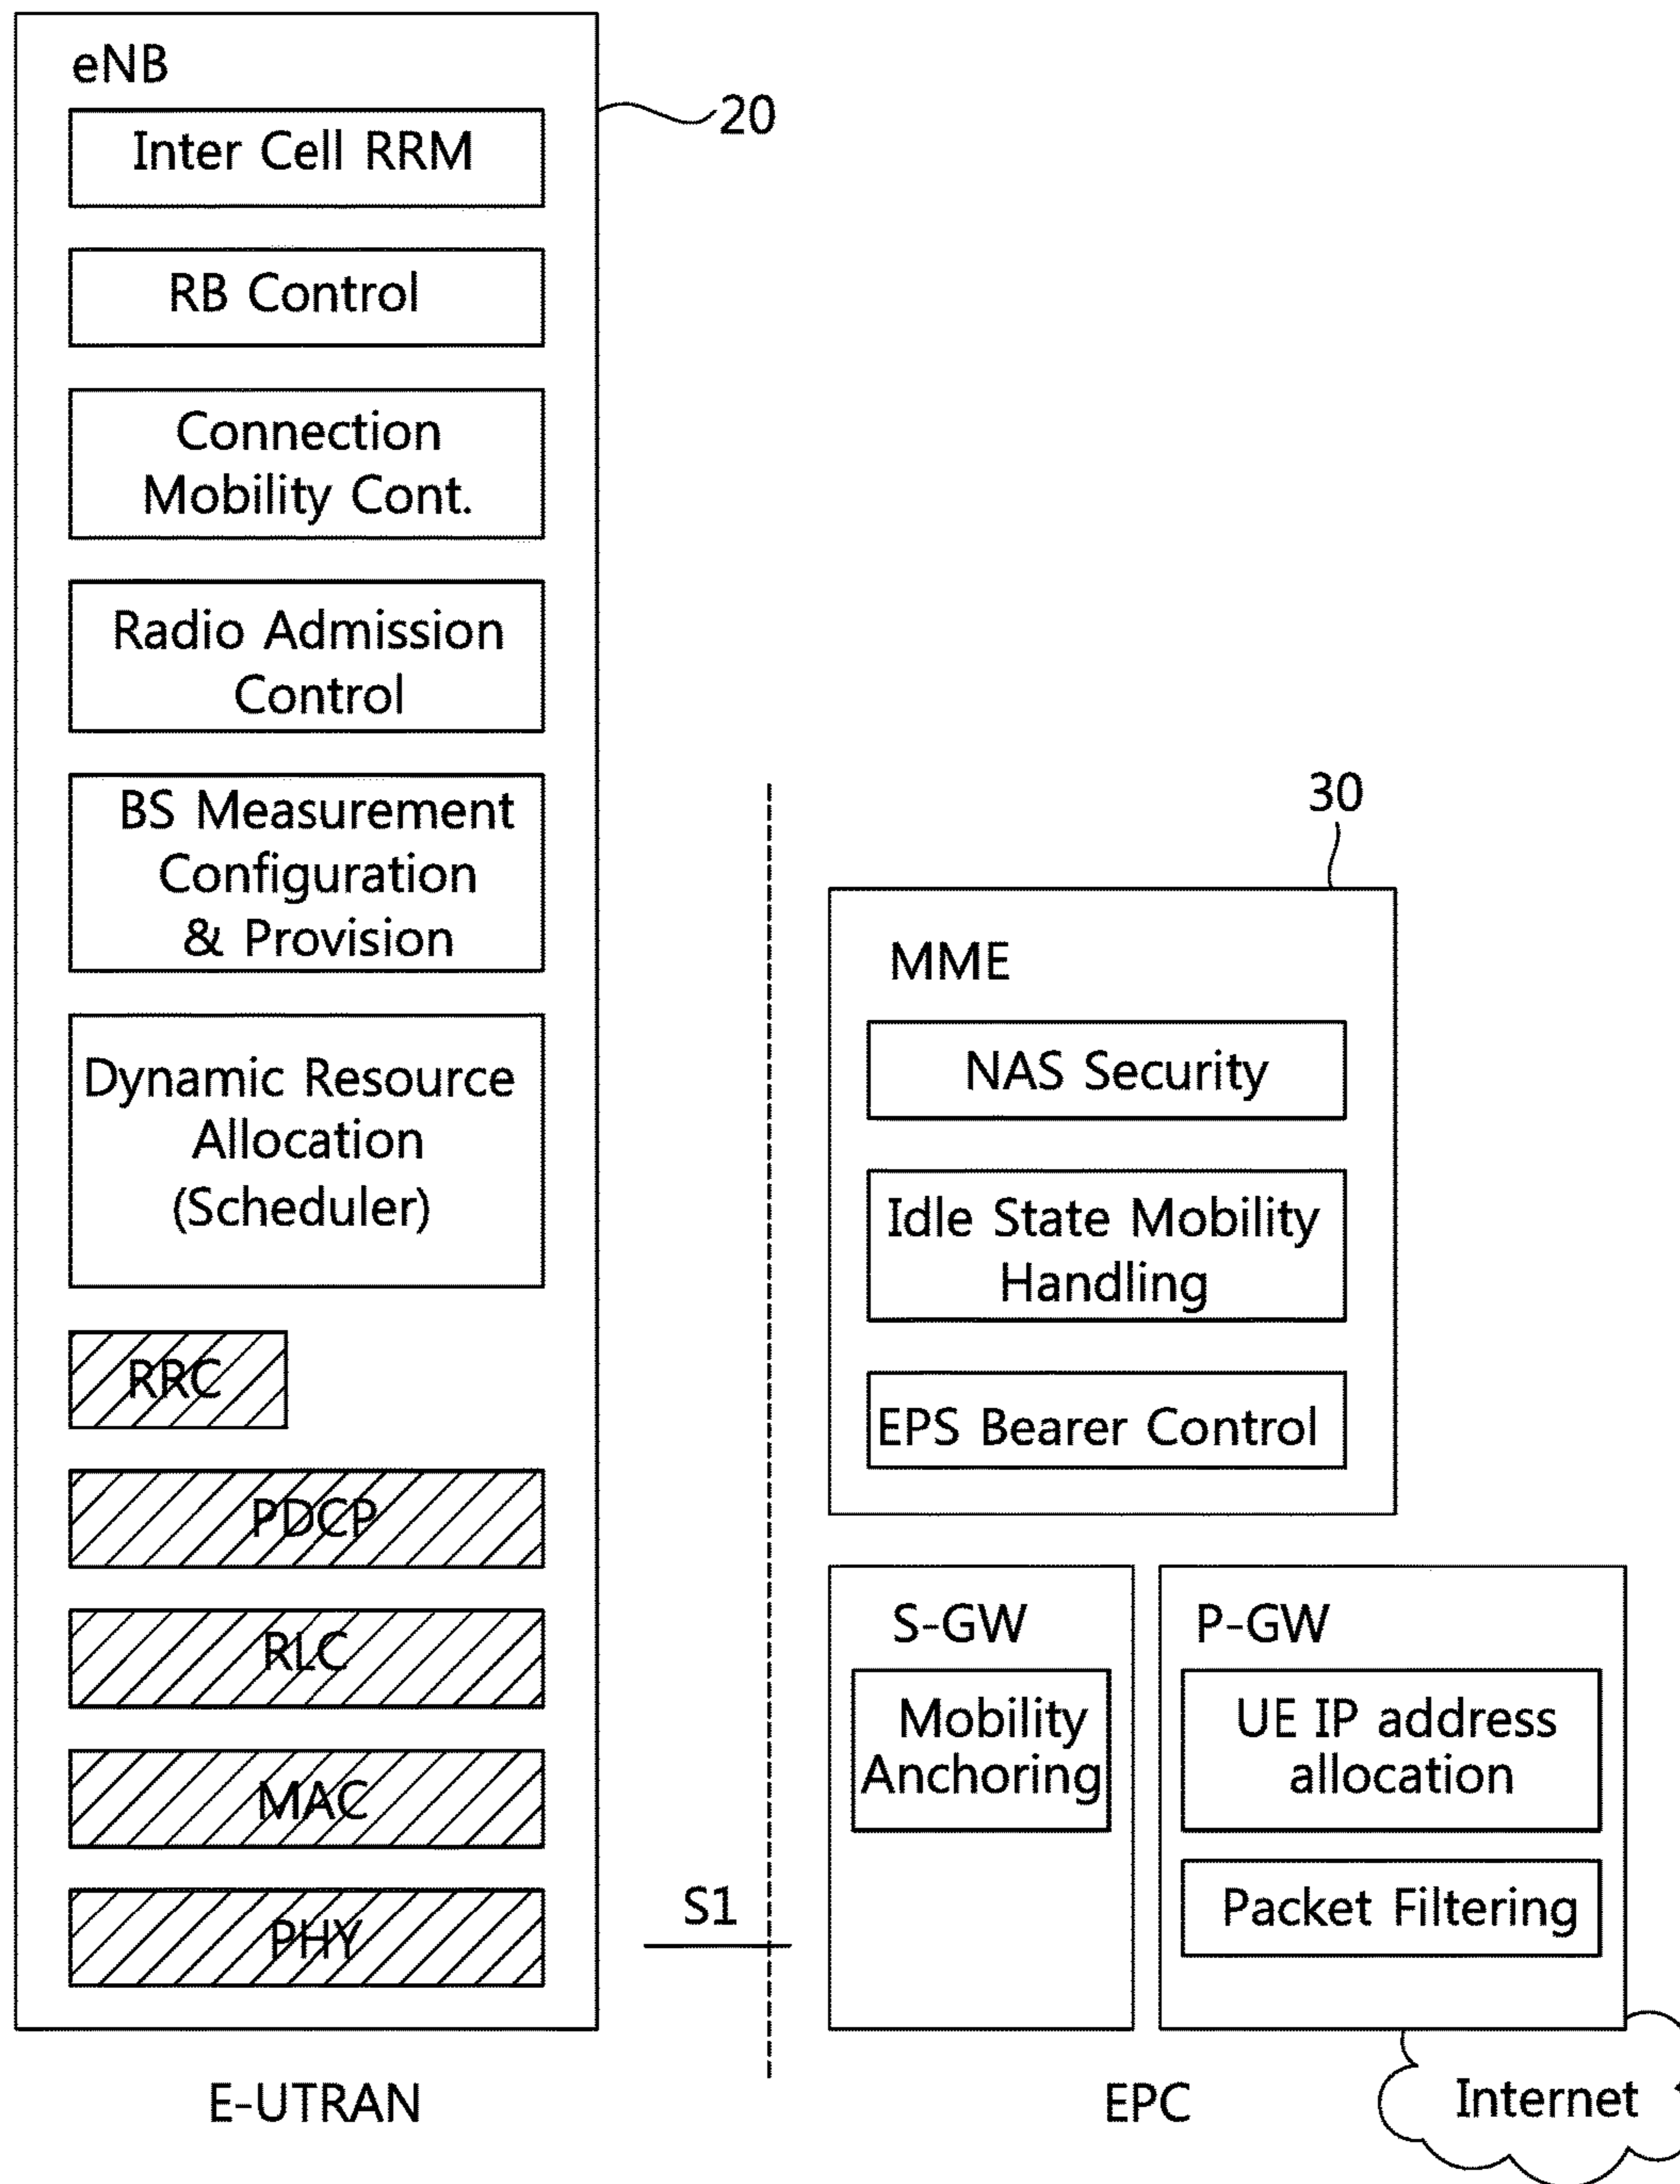 eNB
20
Inter Cell RRM
RB Control
Connection
Mobility Cont.
Radio Admission
Control
BS Measurement
Configuration
& Provision
Dynamic Resource
Allocation
(Scheduler)
RRC
PDCP
RLC
MAC
PHY
E-UTRAN
S1
30
MME
NAS Security
Idle State Mobility
Handling
EPS Bearer Control
S-GW
Mobility
Anchoring
P-GW
UE IP address
allocation
Packet Filtering
EPC
Internet